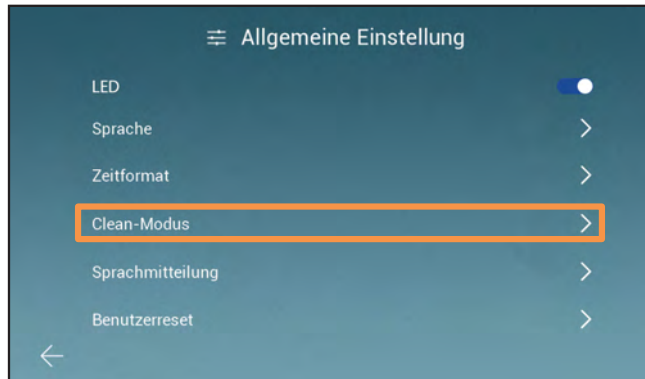 Allgemeine Einstellung
LED
Sprache
Zeitformat
Clean-Modus
Sprachmitteilung
Benutzerreset